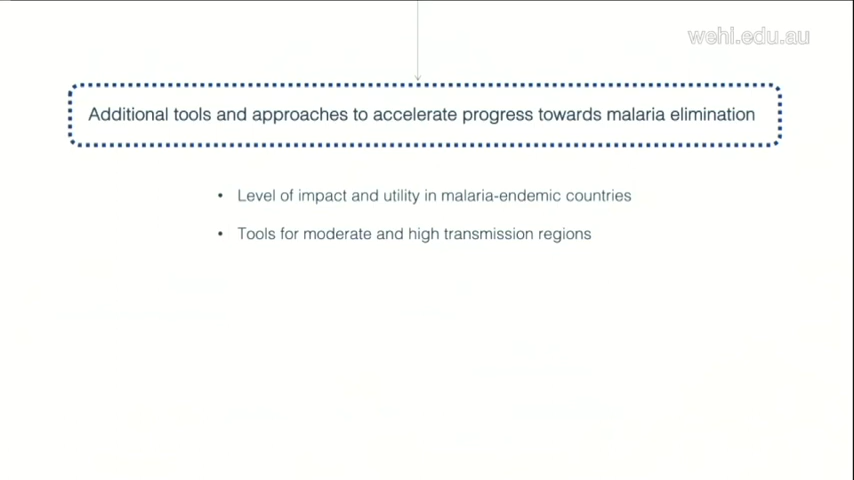 wehi.edu.au
Additional tools and approaches to accelerate progress towards malaria elimination
• Level of impact and utility in malaria-endemic countries
• Tools for moderate and high transmission regions